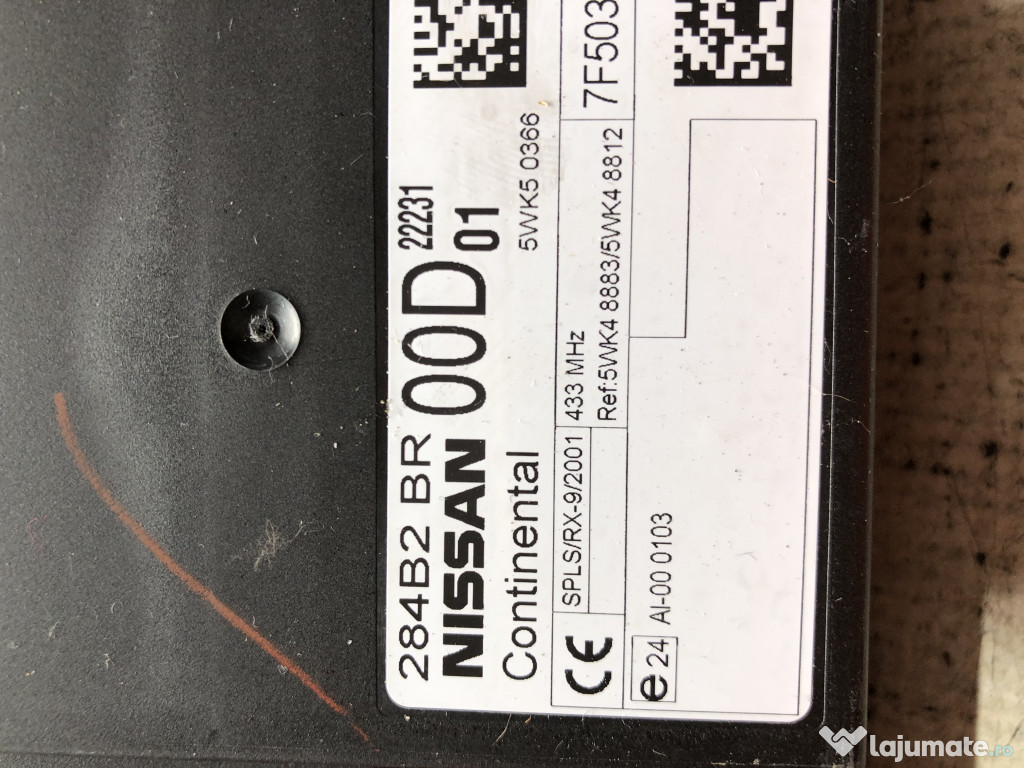 284B2 BR
22231
NISSAN 00D 01
Continental
5WK5 0366
CE
SPLS/RX-9/2001
433 MHz
7F503
Ref:5WK4 8883/5WK4 8812
e24
AI-00 0103
lajumate.ro